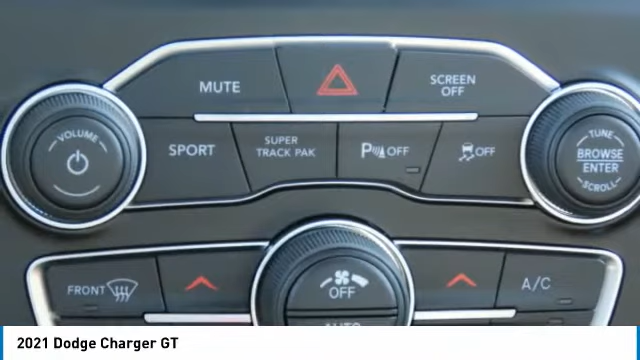 MUTE
SCREEN
OFF
VOLUME
SPORT
SUPER
TRACK PAK
P OFF
OFF
TUNE
BROWSE
ENTER
SCROLL
FRONT
OFF
A/C
AUTO
2021 Dodge Charger GT